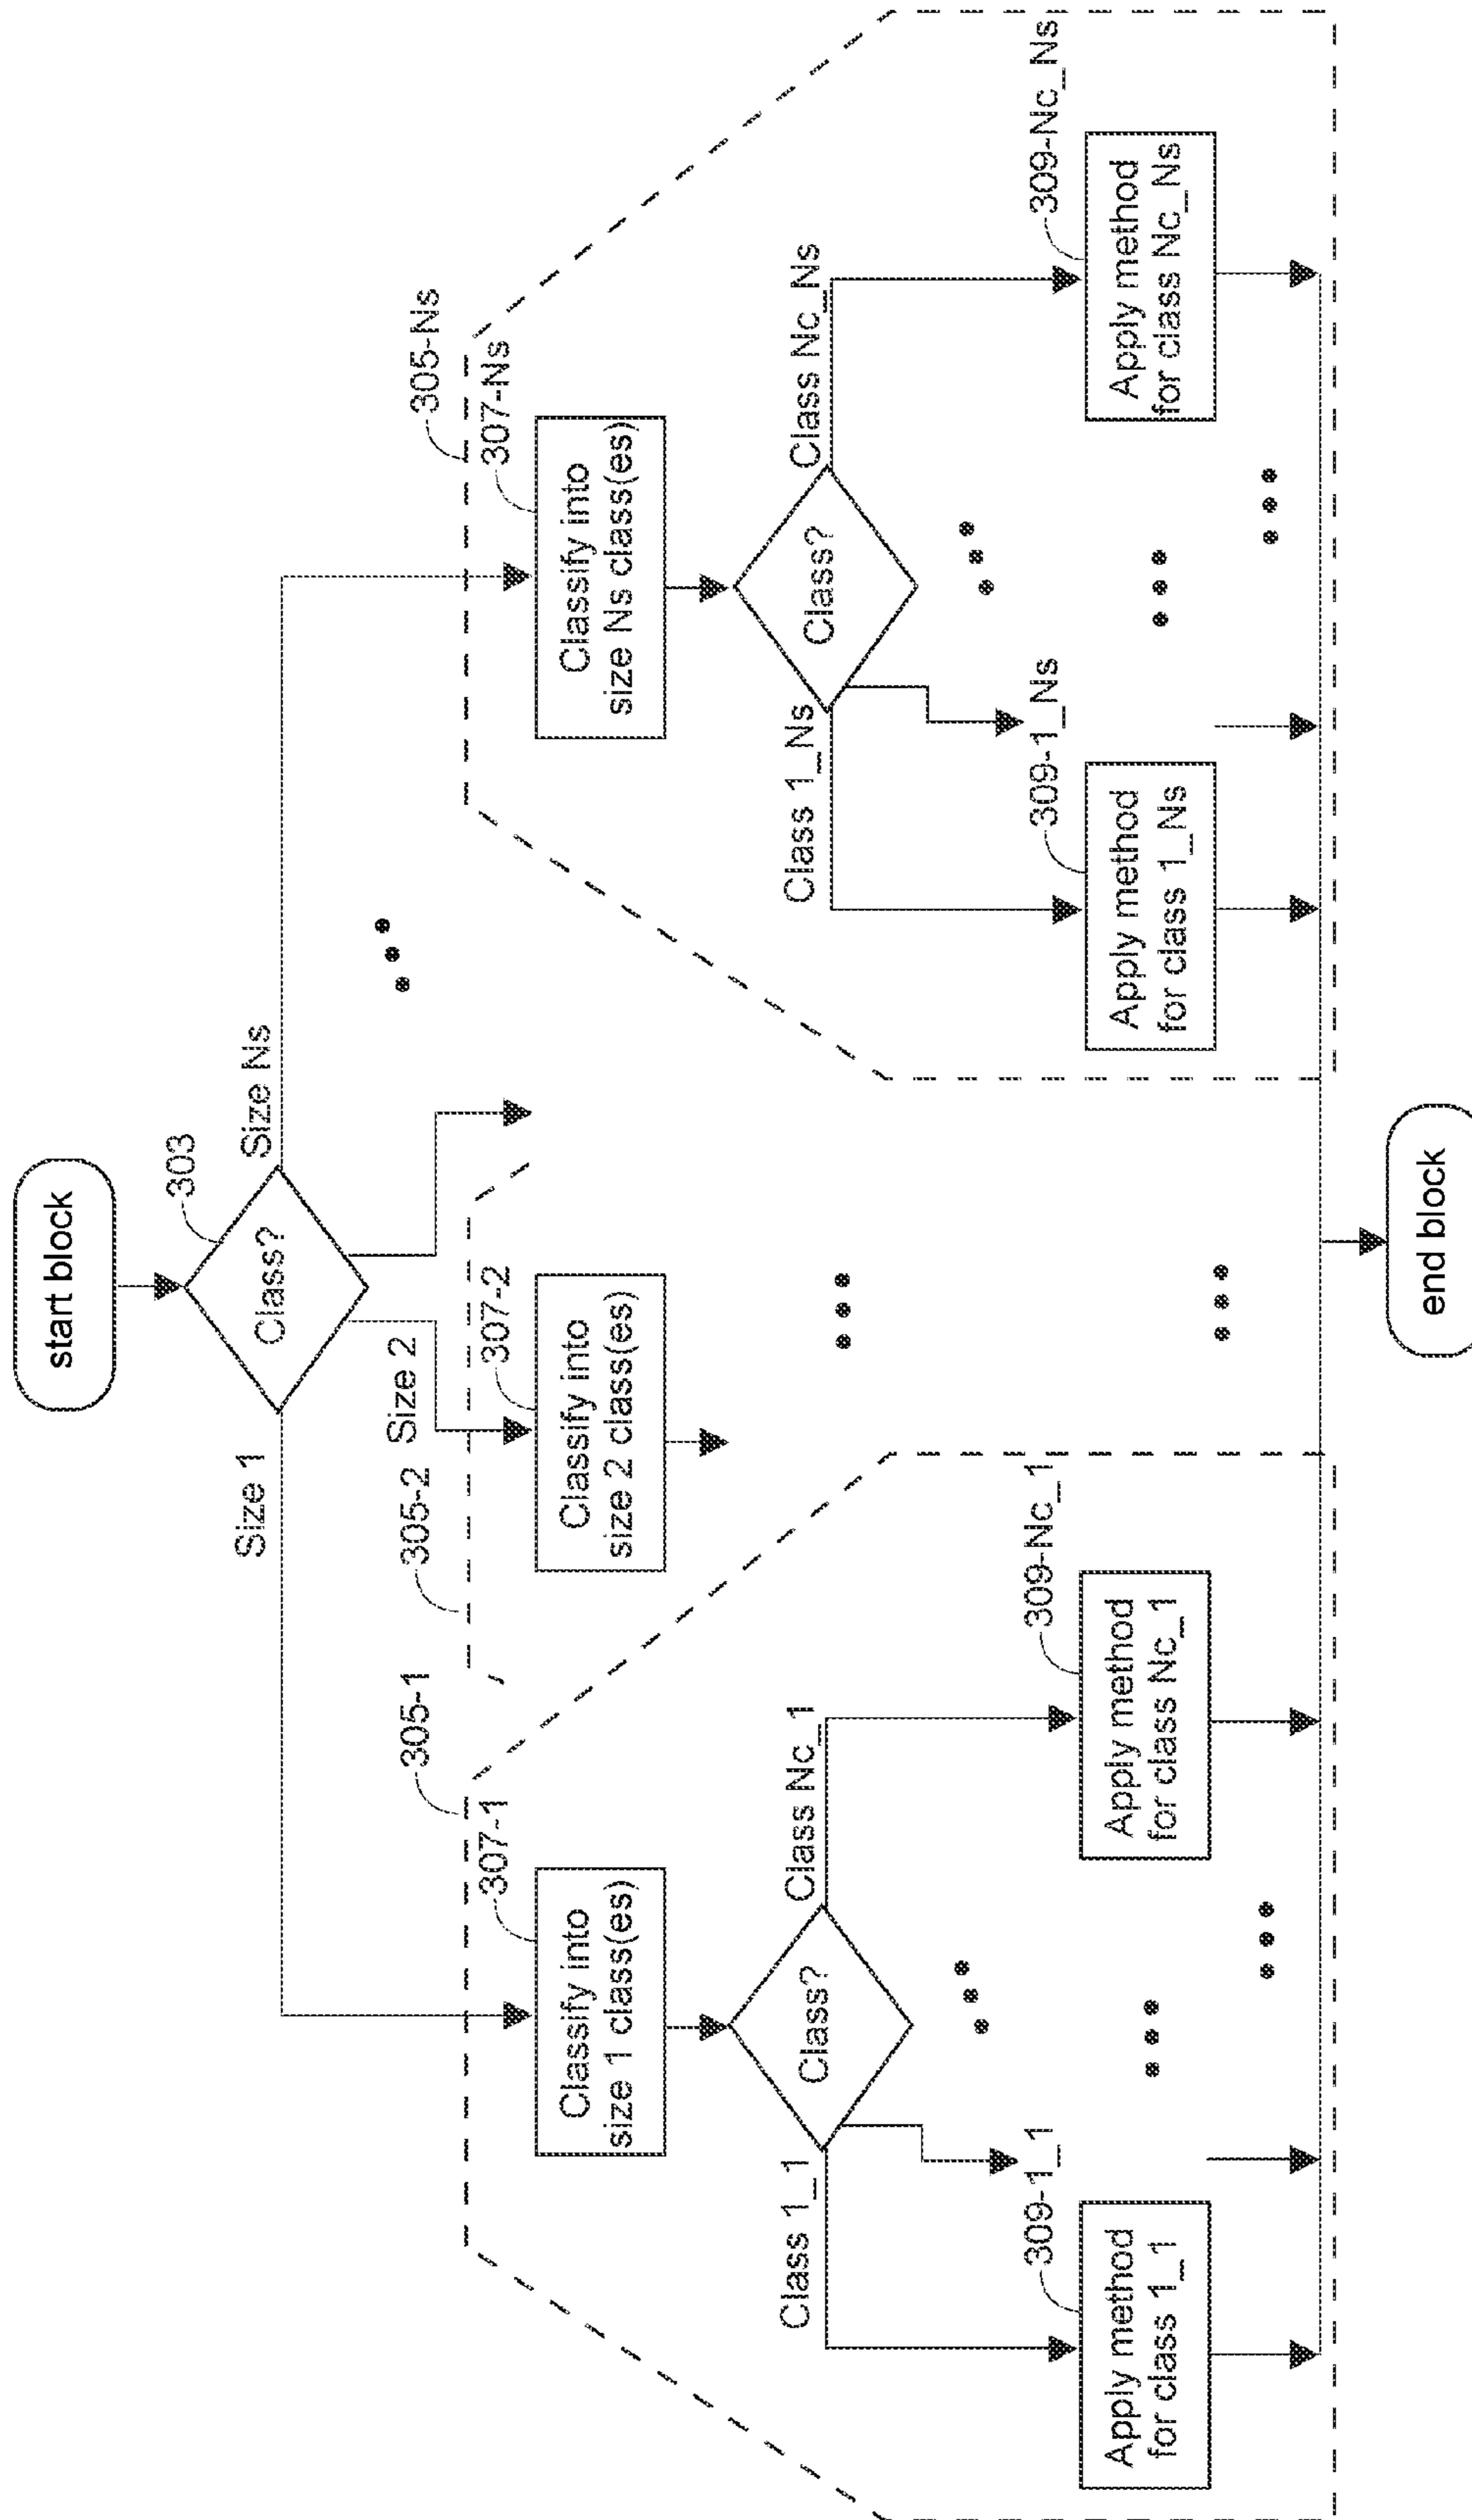 start block
303
Class?
Size 1
Size 2
Size Ns
305-1
305-2
305-Ns
307-1
307-2
307-Ns
Classify into
size 1 class(es)
Classify into
size 2 class(es)
Classify into
size Ns class(es)
Class 1_1
Class?
Class Nc_1
Class 1_Ns
Class?
Class Nc_Ns
309-1_1
309-Nc_1
309-1_Ns
309-Nc_Ns
Apply method
for class 1_1
Apply method
for class Nc_1
Apply method
for class 1_Ns
Apply method
for class Nc_Ns
end block